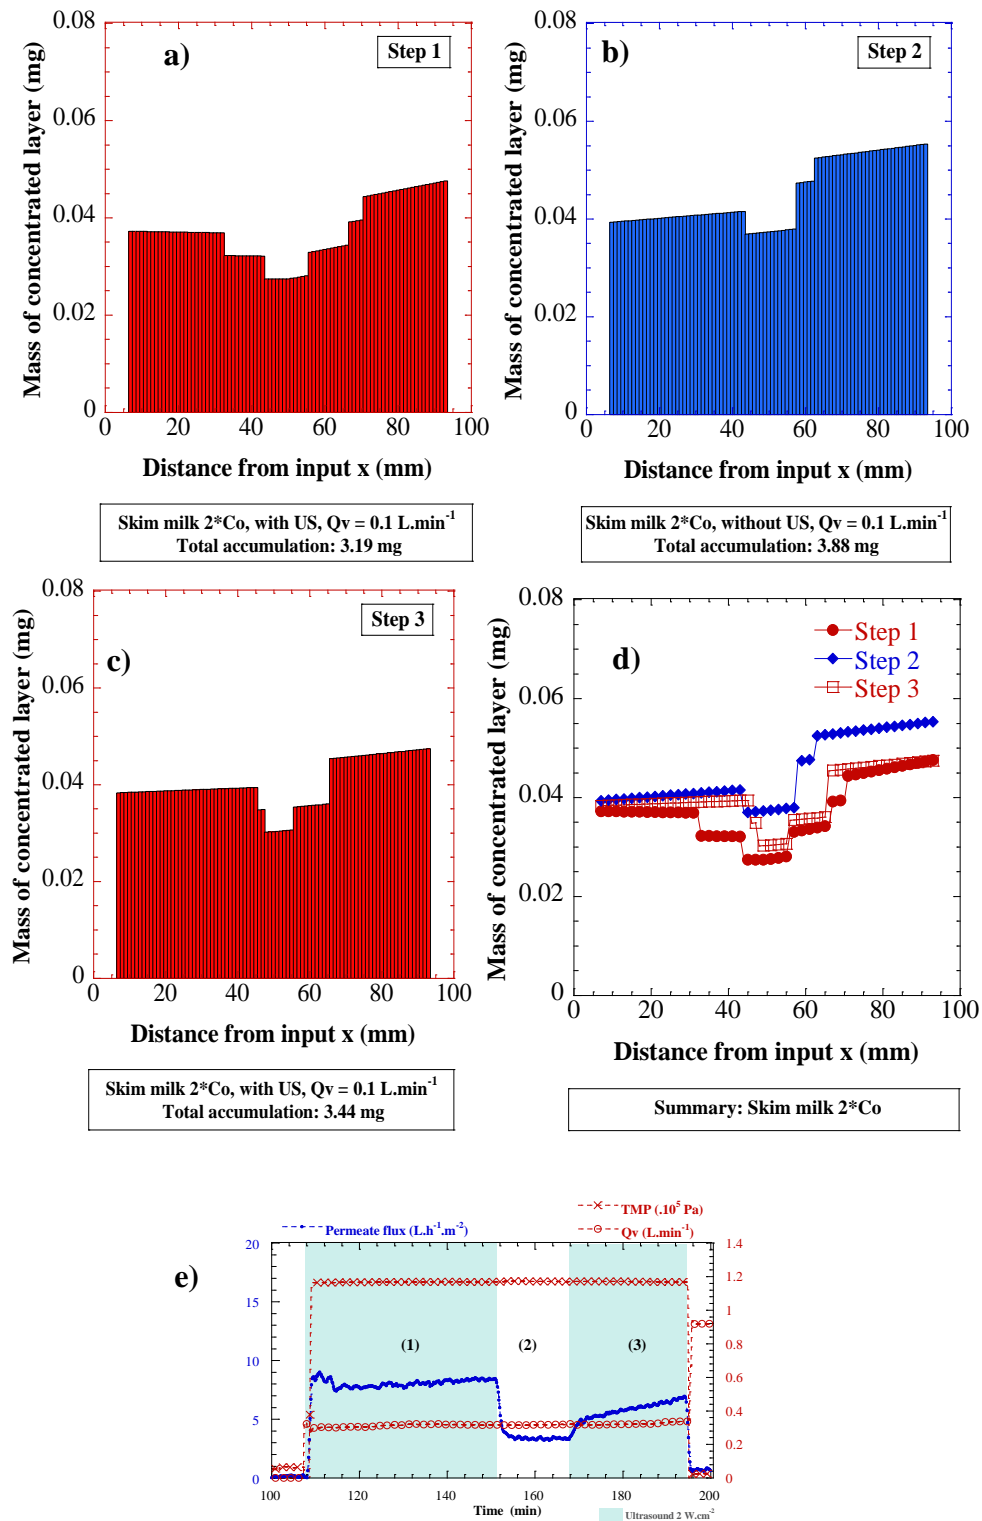 a)
Step 1
Mass of concentrated layer (mg)
0.08
0.06
0.04
0.02
0
0 20 40 60 80 100
Distance from input x (mm)
Skim milk 2*Co, with US, Qv = 0.1 L.min⁻¹
Total accumulation: 3.19 mg
b)
Step 2
Mass of concentrated layer (mg)
0.08
0.06
0.04
0.02
0
0 20 40 60 80 100
Distance from input x (mm)
Skim milk 2*Co, without US, Qv = 0.1 L.min⁻¹
Total accumulation: 3.88 mg
c)
Step 3
Mass of concentrated layer (mg)
0.08
0.06
0.04
0.02
0
0 20 40 60 80 100
Distance from input x (mm)
Skim milk 2*Co, with US, Qv = 0.1 L.min⁻¹
Total accumulation: 3.44 mg
d)
Step 1
Step 2
Step 3
Mass of concentrated layer (mg)
0.08
0.06
0.04
0.02
0
0 20 40 60 80 100
Distance from input x (mm)
Summary: Skim milk 2*Co
e)
Permeate flux (L.h⁻¹.m⁻²)
TMP (.10⁵ Pa)
Qv (L.min⁻¹)
20
15
10
5
0
1.4
1.2
1
0.8
0.6
0.4
0.2
0
(1)
(2)
(3)
100 120 140 160 180 200
Time (min)
Ultrasound 2 W.cm⁻²